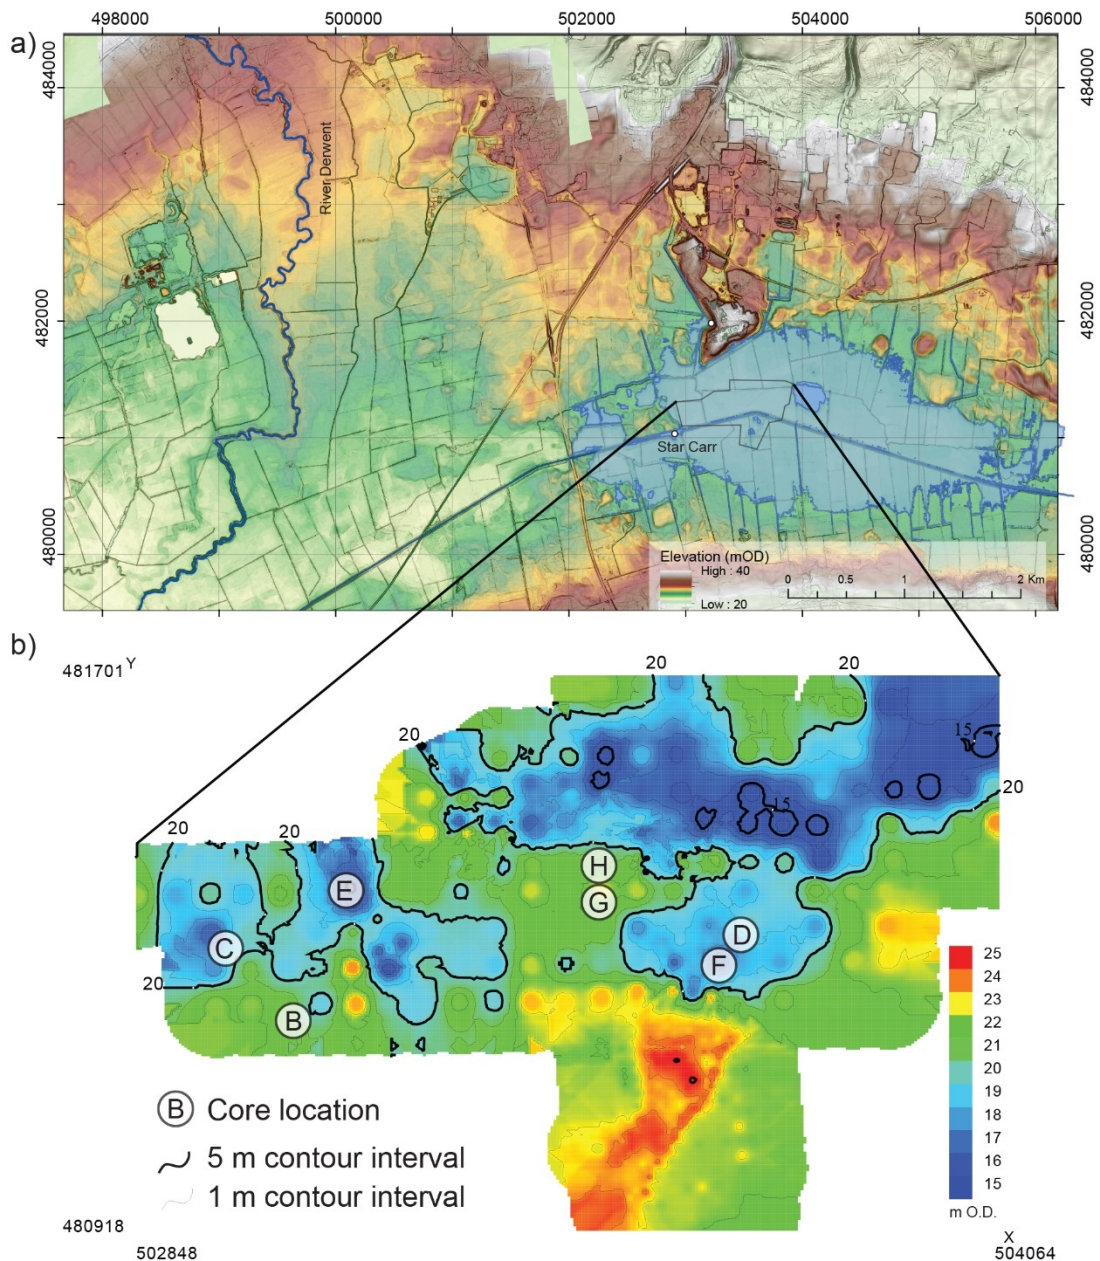 498000 500000 502000 504000 506000
a)
484000 484000
River Derwent
482000 482000
Star Carr
480000 480000
Elevation (mOD)
High : 40
Low : 20
0 0.5 1 2 Km
b)
481701 Y
20 20
20 15
20
20 20 15
H
E G
C D
F
20
B
25
24
23
22
21
20
19
18
17
16
15
m O.D.
B Core location
5 m contour interval
1 m contour interval
480918
502848
X
504064